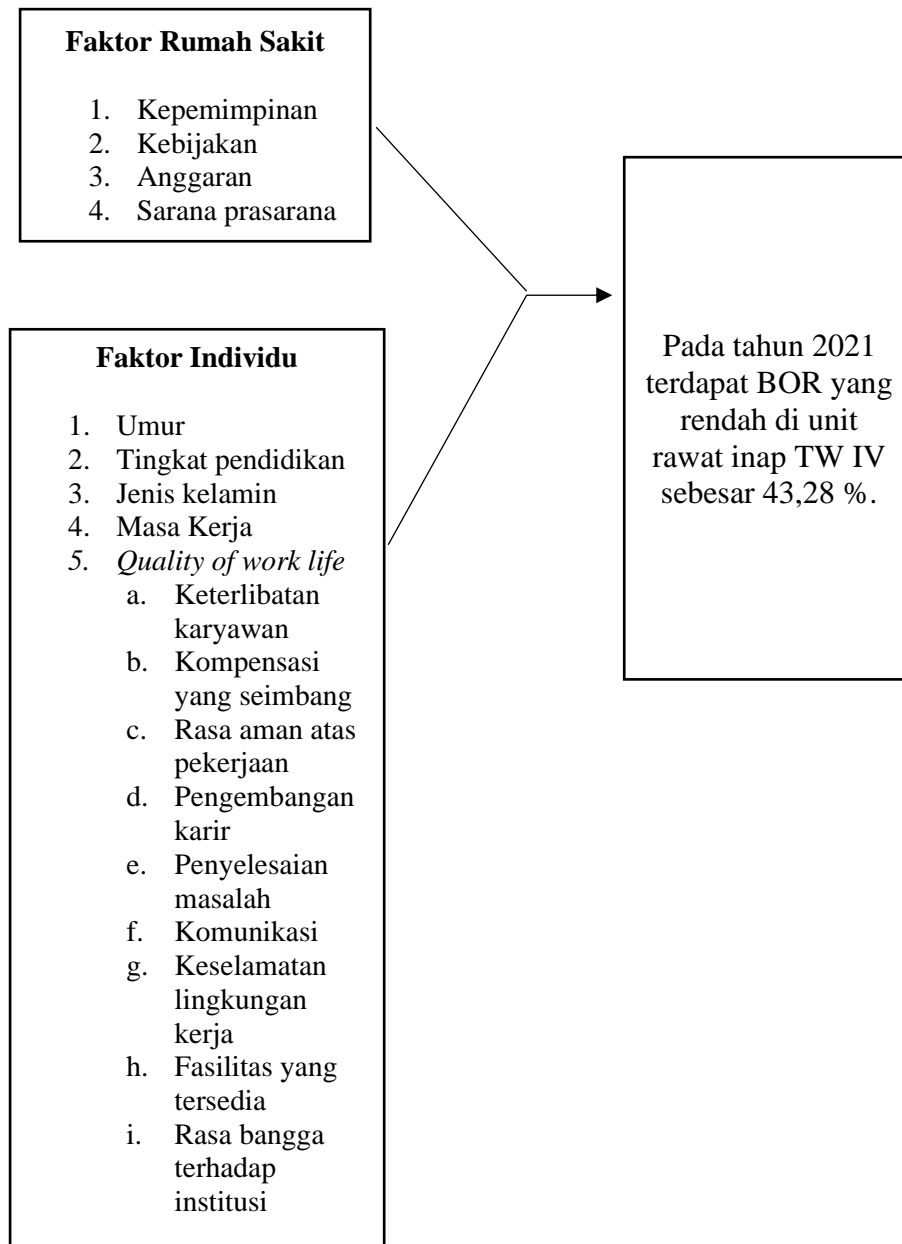 Faktor Rumah Sakit
1. Kepemimpinan
2. Kebijakan
3. Anggaran
4. Sarana prasarana
Faktor Individu
1. Umur
2. Tingkat pendidikan
3. Jenis kelamin
4. Masa Kerja
5. Quality of work life
a. Keterlibatan
karyawan
b. Kompensasi
yang seimbang
c. Rasa aman atas
pekerjaan
d. Pengembangan
karir
e. Penyelesaian
masalah
f. Komunikasi
g. Keselamatan
lingkungan
kerja
h. Fasilitas yang
tersedia
i. Rasa bangga
terhadap
institusi
Pada tahun 2021
terdapat BOR yang
rendah di unit
rawat inap TW IV
sebesar 43,28 %.